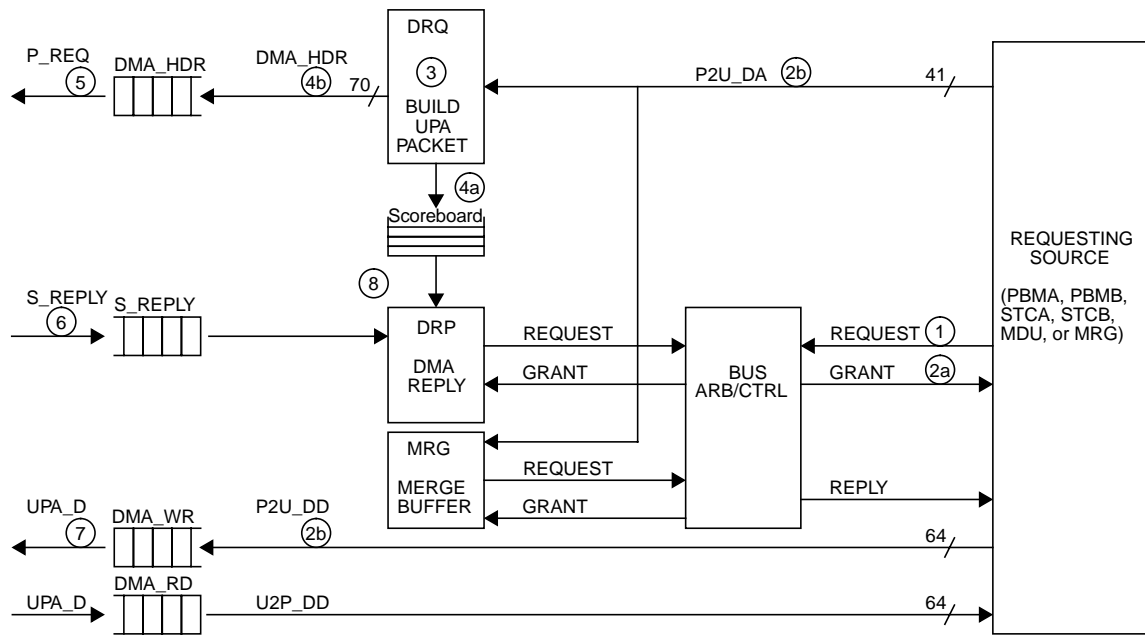 DRQ
3
BUILD
UPA
PACKET
P_REQ
5
DMA_HDR
DMA_HDR
4b
70
P2U_DA
2b
41
4a
Scoreboard
8
REQUESTING
SOURCE
(PBMA, PBMB,
STCA, STCB,
MDU, or MRG)
S_REPLY
6
S_REPLY
DRP
DMA
REPLY
REQUEST
GRANT
BUS
ARB/CTRL
REQUEST
1
GRANT
2a
MRG
MERGE
BUFFER
REQUEST
GRANT
REPLY
UPA_D
7
DMA_WR
P2U_DD
2b
64
UPA_D
DMA_RD
U2P_DD
64